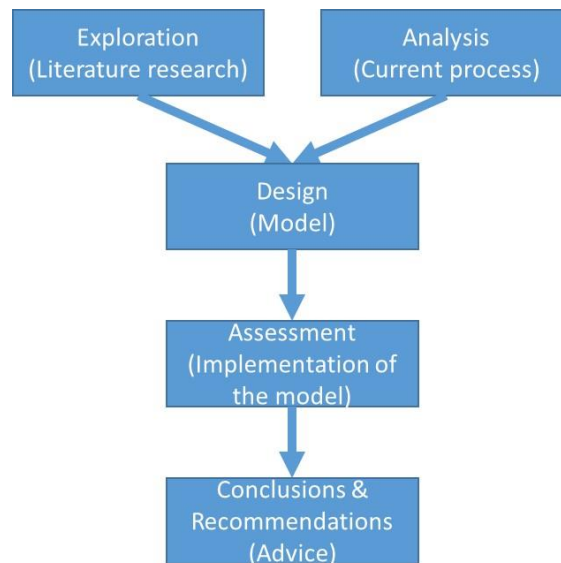 Exploration
(Literature research)
Analysis
(Current process)
Design
(Model)
Assessment
(Implementation of
the model)
Conclusions &
Recommendations
(Advice)